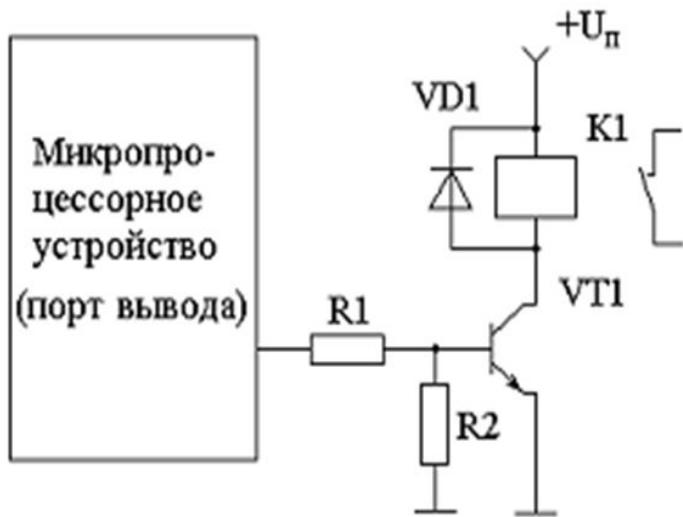 +Uп
VD1
K1
Микропро-
цессорное
устройство
(порт вывода)
VT1
R1
R2